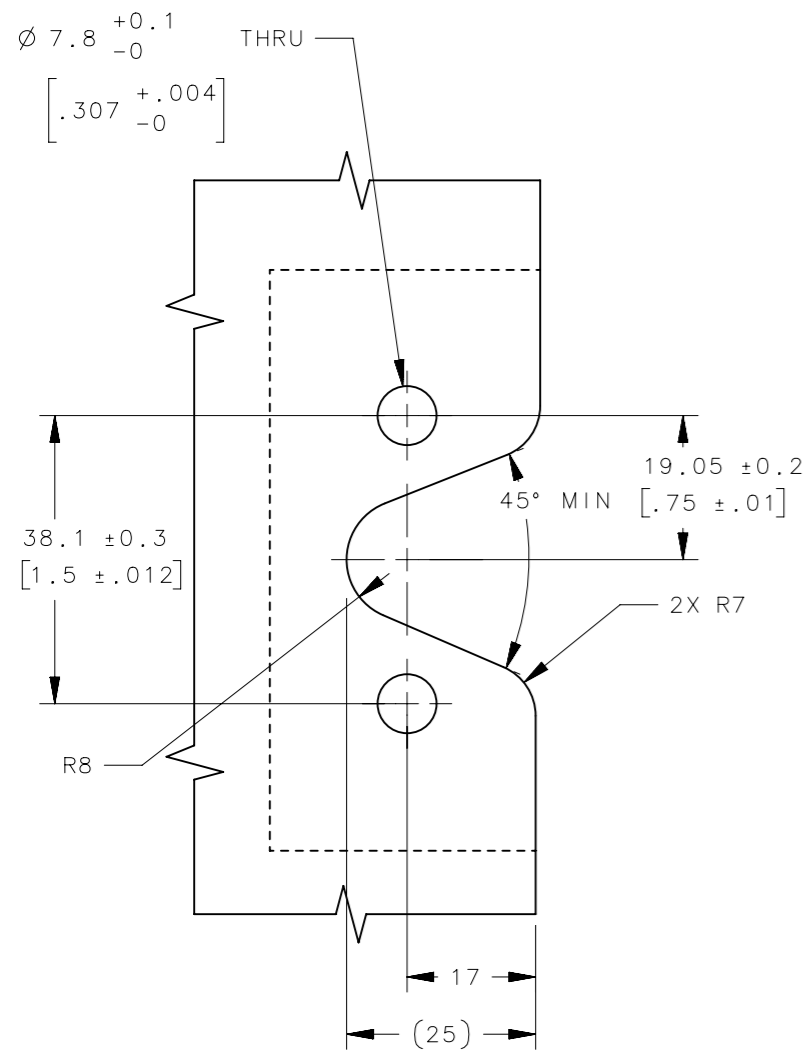 Ø 7.8 +0.1 -0 THRU
[.307 +.004 -0]
19.05 ±0.2
45° MIN [.75 ±.01]
38.1 ±0.3
[1.5 ±.012]
2X R7
R8
17
(25)